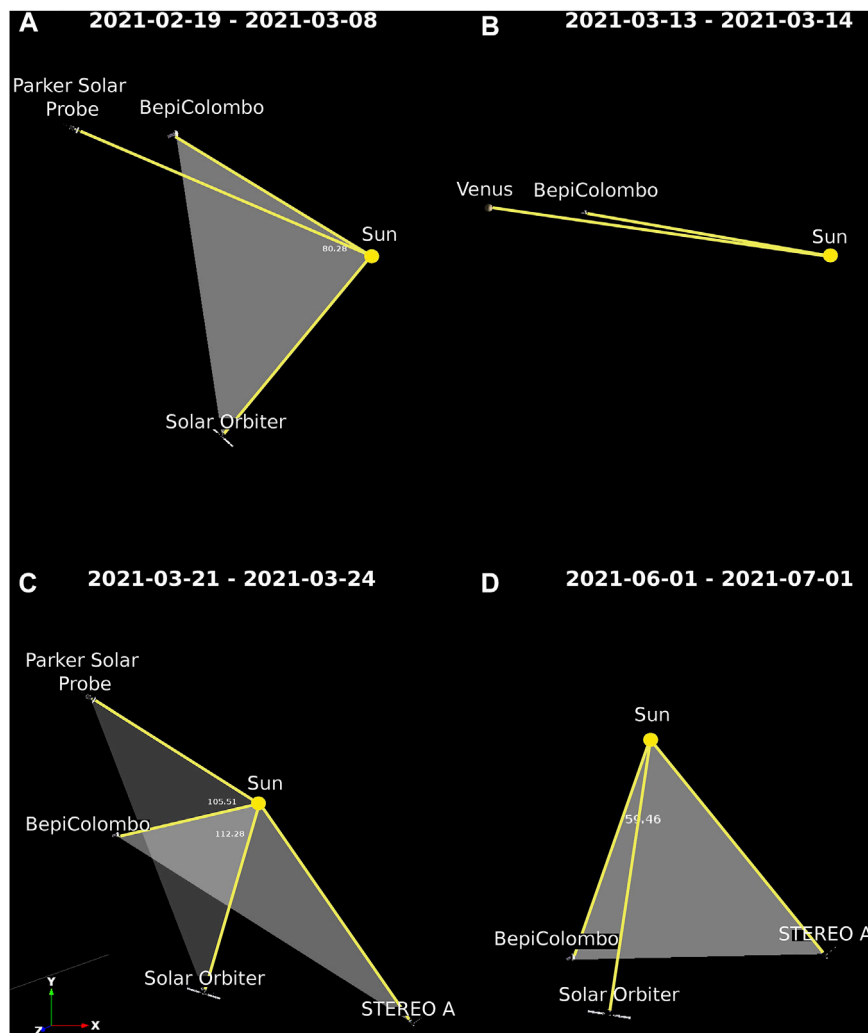 A 2021-02-19 - 2021-03-08
Parker Solar
Probe
BepiColombo
Sun
80.28
Solar Orbiter
B 2021-03-13 - 2021-03-14
Venus
BepiColombo
Sun
C 2021-03-21 - 2021-03-24
Parker Solar
Probe
Sun
105.51
BepiColombo
112.28
Solar Orbiter
STEREO A
Y
X
Z
D 2021-06-01 - 2021-07-01
Sun
59.46
BepiColombo
STEREO A
Solar Orbiter